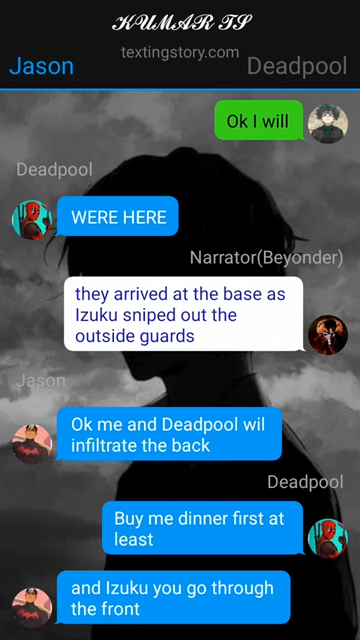 KUMAR TS
textingstory.com
Jason
Deadpool
Ok I will
Deadpool
WERE HERE
Narrator(Beyonder)
they arrived at the base as
Izuku sniped out the
outside guards
Jason
Ok me and Deadpool wil
infiltrate the back
Deadpool
Buy me dinner first at
least
and Izuku you go through
the front